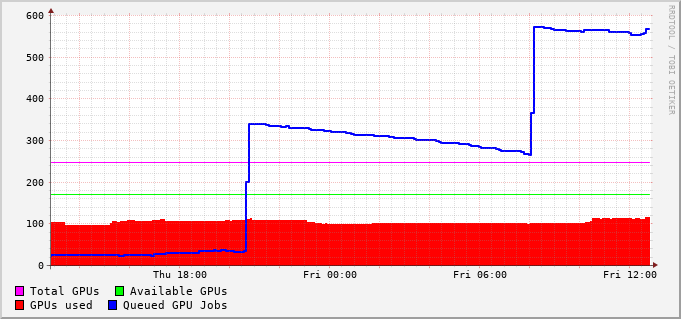 600
500
400
300
200
100
0
Thu 18:00 Fri 00:00 Fri 06:00 Fri 12:00
Total GPUs Available GPUs
GPUs used Queued GPU Jobs
RRDTOOL / TOBI OETIKER